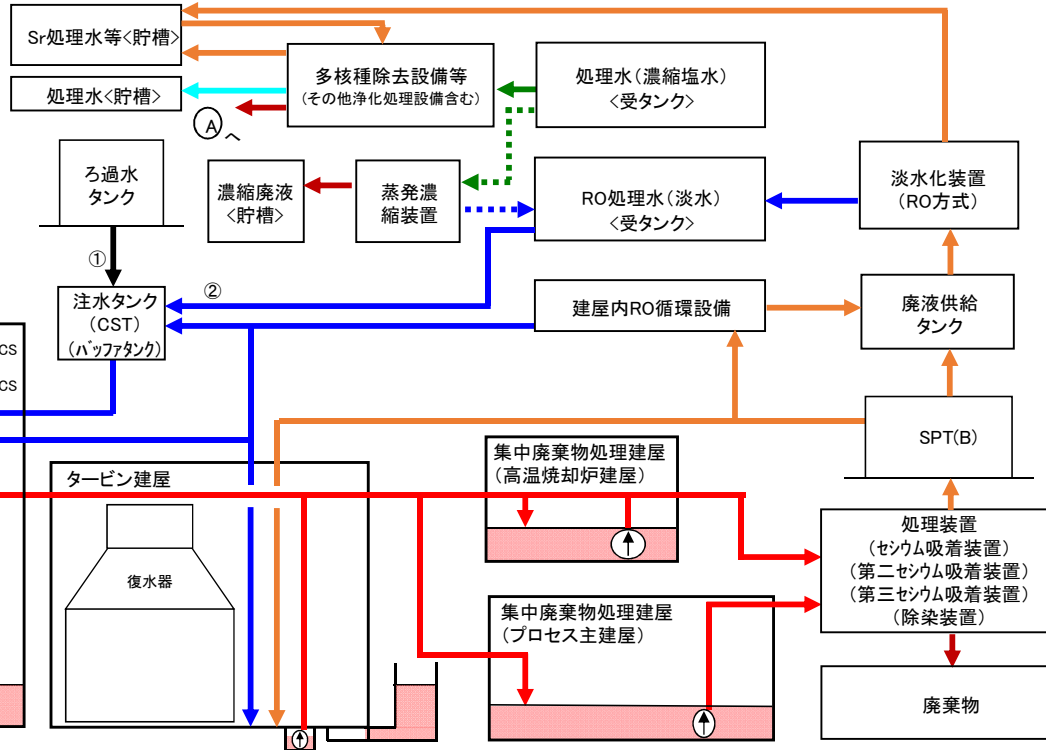 Sr処理水等<貯槽>
処理水<貯槽>
多核種除去設備等
(その他浄化処理設備含む)
処理水(濃縮塩水)
<受タンク>
Aへ
ろ過水
タンク
濃縮廃液
<貯槽>
蒸発濃
縮装置
RO処理水(淡水)
<受タンク>
淡水化装置
(RO方式)
①
②
注水タンク
(CST)
(バッファタンク)
建屋内RO循環設備
廃液供給
タンク
CS
CS
SPT(B)
タービン建屋
復水器
集中廃棄物処理建屋
(高温焼却炉建屋)
処理装置
(セシウム吸着装置)
(第二セシウム吸着装置)
(第三セシウム吸着装置)
(除染装置)
集中廃棄物処理建屋
(プロセス主建屋)
廃棄物